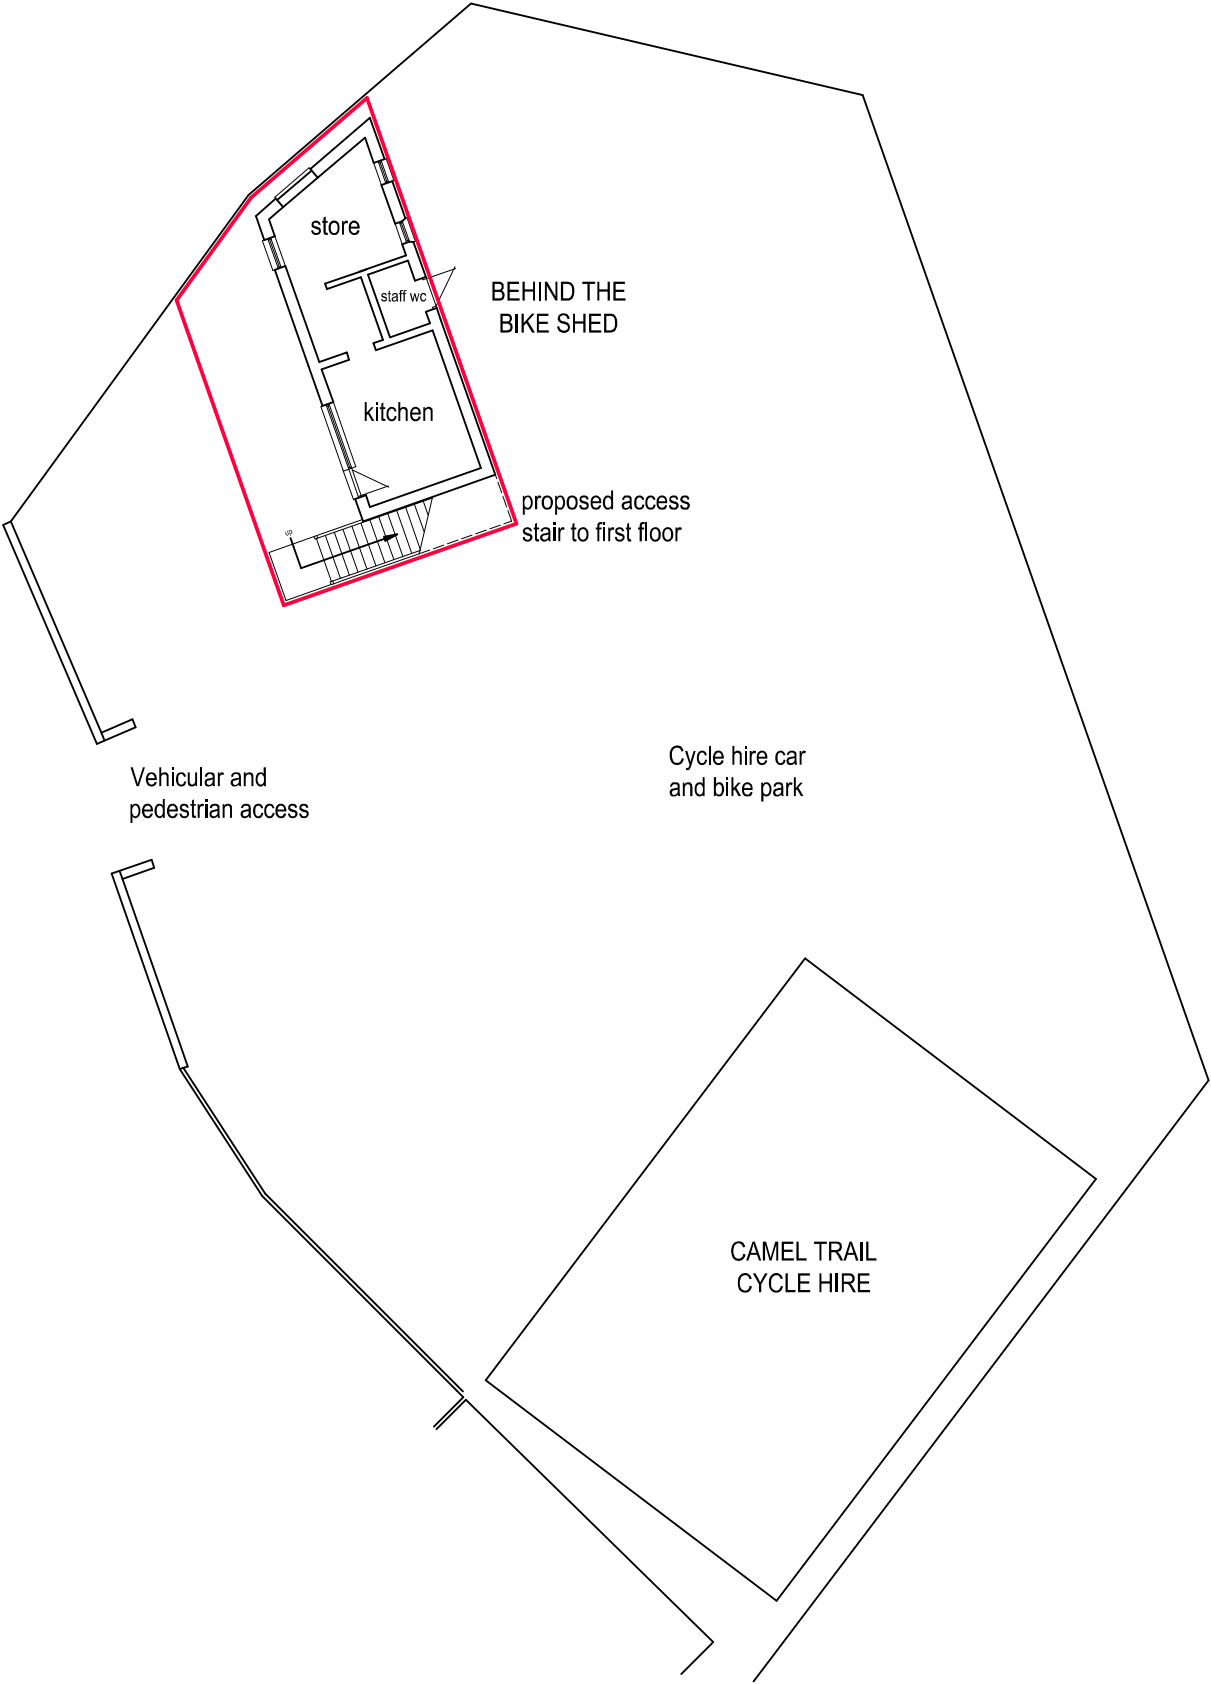 store
staff wc
BEHIND THE
BIKE SHED
kitchen
proposed access
stair to first floor
up
Cycle hire car
and bike park
Vehicular and
pedestrian access
CAMEL TRAIL
CYCLE HIRE